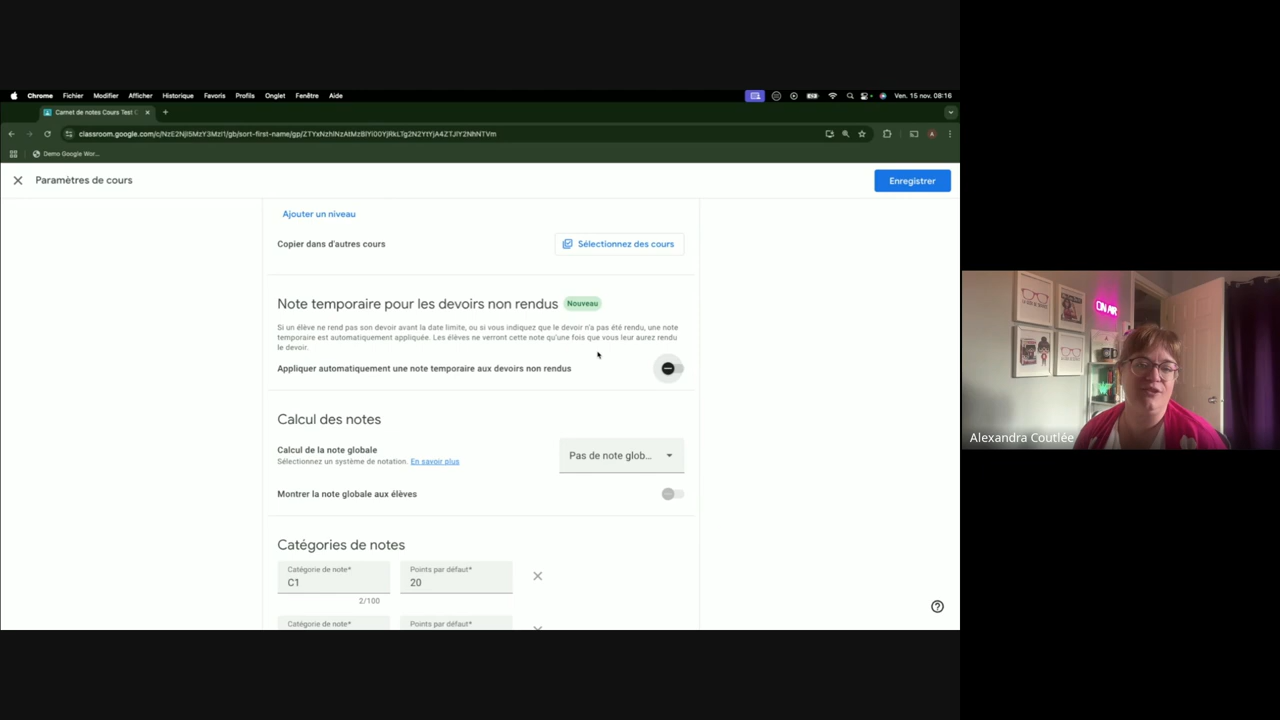 Chrome Fichier Modifier Afficher Historique Favoris Profils Onglet Fenêtre Aide Ven. 15 nov. 08:16
Carnet de notes Cours Test
Demo Google Wor...
Paramètres de cours
Enregistrer
Ajouter un niveau
Copier dans d'autres cours
Sélectionnez des cours
Note temporaire pour les devoirs non rendus Nouveau
Si un élève ne rend pas son devoir avant la date limite, ou si vous indiquez que le devoir n'a pas été rendu, une note
temporaire est automatiquement appliquée. Les élèves ne verront cette note qu'une fois que vous leur aurez rendu
le devoir.
Appliquer automatiquement une note temporaire aux devoirs non rendus
Calcul des notes
Calcul de la note globale
Sélectionnez un système de notation. En savoir plus
Pas de note glob...
Montrer la note globale aux élèves
Catégories de notes
Catégorie de note* Points par défaut*
C1 20
2/100
Catégorie de note* Points par défaut*
ON AIR
Alexandra Coutlée